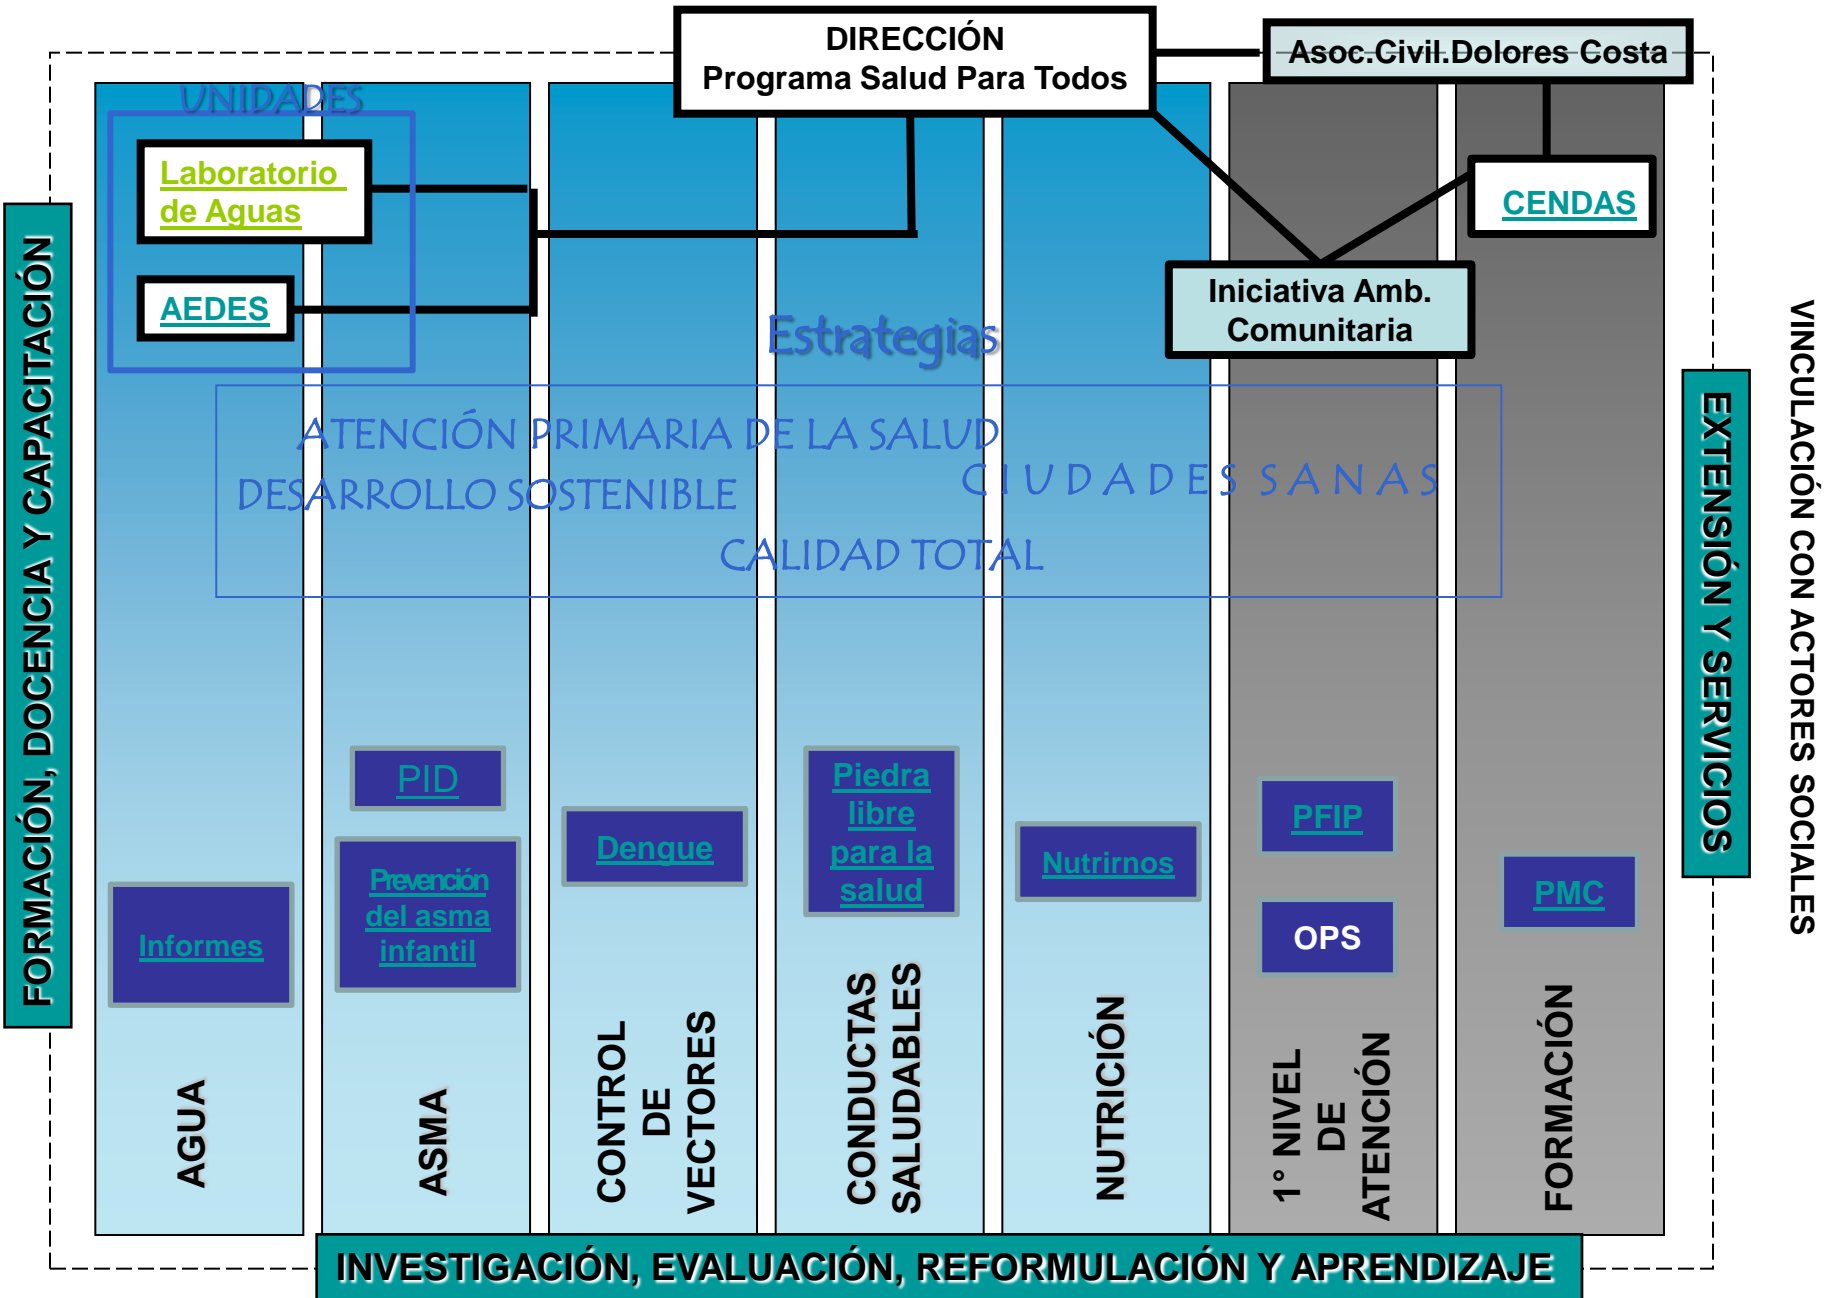 DIRECCIÓN
Programa Salud Para Todos
Asoc.Civil.Dolores Costa
UNIDADES
Laboratorio
de Aguas
AEDES
CENDAS
Iniciativa Amb.
Comunitaria
Estrategias
ATENCIÓN PRIMARIA DE LA SALUD
DESARROLLO SOSTENIBLE
CIUDADES SANAS
CALIDAD TOTAL
FORMACIÓN, DOCENCIA Y CAPACITACIÓN
EXTENSIÓN Y SERVICIOS
VINCULACIÓN CON ACTORES SOCIALES
Informes
PID
Prevención
del asma
infantil
Dengue
Piedra
libre
para la
salud
Nutrirnos
PFIP
OPS
PMC
AGUA
ASMA
CONTROL
DE
VECTORES
CONDUCTAS
SALUDABLES
NUTRICIÓN
1° NIVEL
DE
ATENCIÓN
FORMACIÓN
INVESTIGACIÓN, EVALUACIÓN, REFORMULACIÓN Y APRENDIZAJE